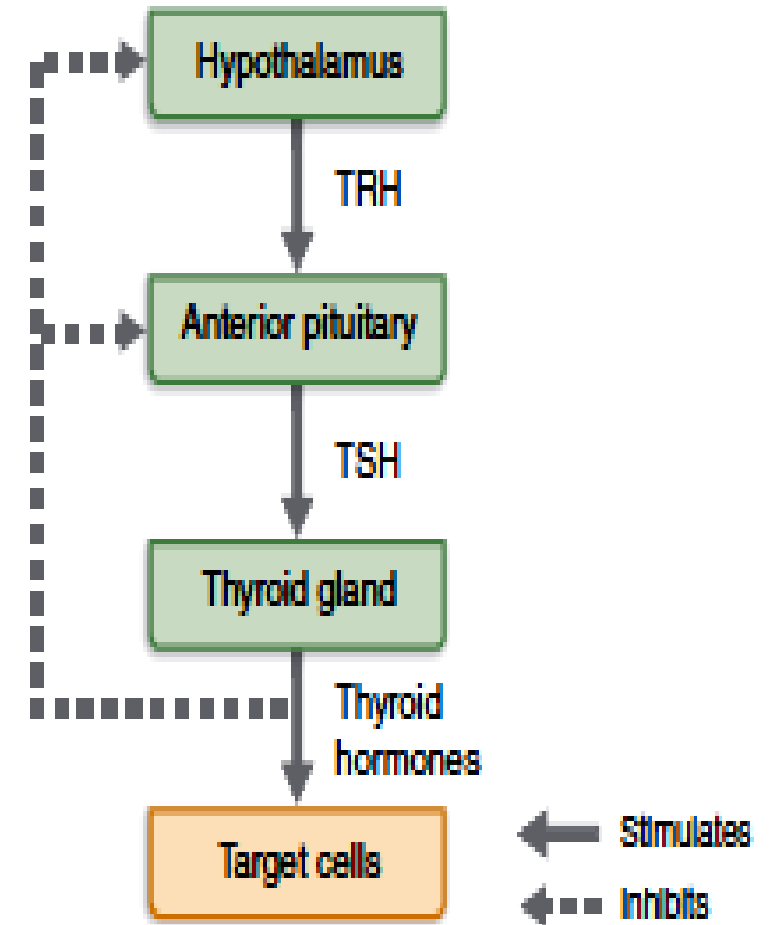 Hypothalamus
TRH
Anterior pituitary
TSH
Thyroid gland
Thyroid
hormones
Target cells
Stimulates
Inhibits